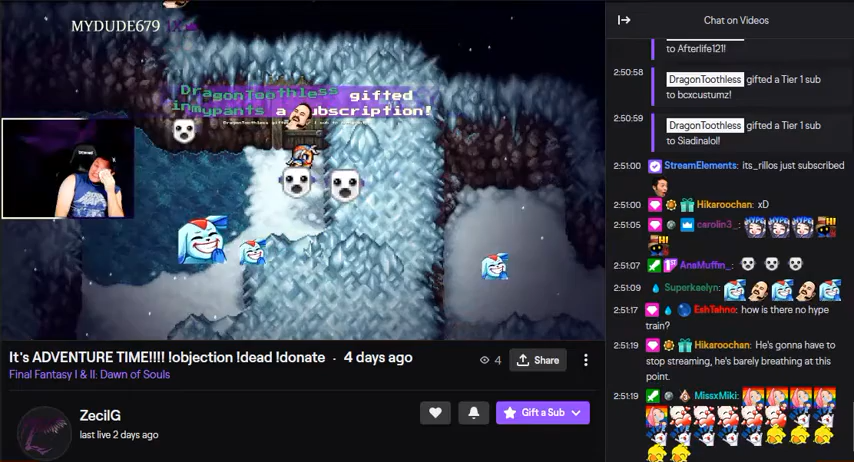 MYDUDE679 1X
DragonToothless gifted
inmypants a subscription!
It's ADVENTURE TIME!!!! !objection !dead !donate · 4 days ago
4
Share
Final Fantasy I & II: Dawn of Souls
ZecilG
last live 2 days ago
Gift a Sub
Chat on Videos
to Afterlife121!
2:50:58
DragonToothless gifted a Tier 1 sub
to bcxcustumz!
2:50:59
DragonToothless gifted a Tier 1 sub
to Siadinalol!
2:51:00 StreamElements: its_rillos just subscribed
2:51:00 Hikaroochan: xD
2:51:05 carolin3_:
2:51:07 AnaMuffin_:
2:51:09 Superkaelyn:
2:51:17 EshTehno: how is there no hype
train?
2:51:19 Hikaroochan: He's gonna have to
stop streaming, he's barely breathing at this
point.
2:51:19 MissxMiki: